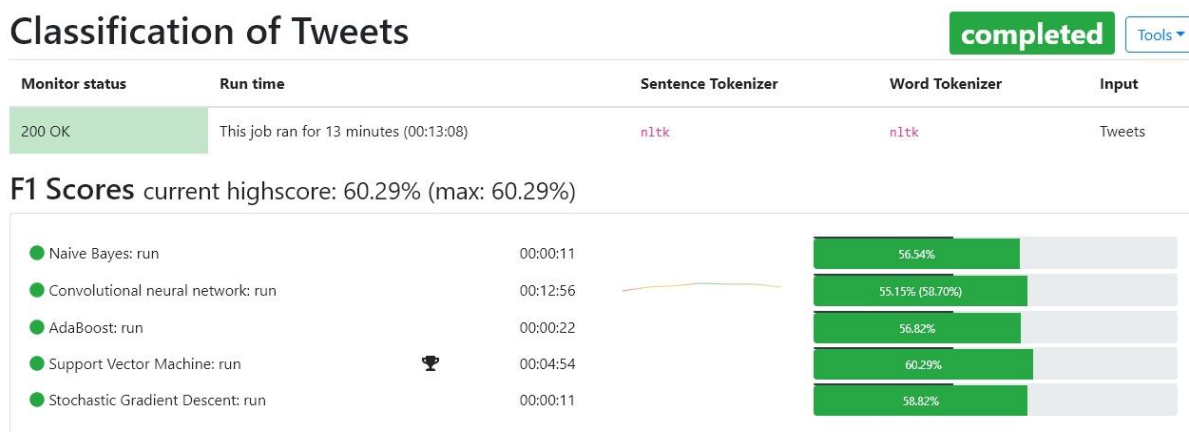 Classification of Tweets completed Tools
Monitor status Run time Sentence Tokenizer Word Tokenizer Input
200 OK This job ran for 13 minutes (00:13:08) nltk nltk Tweets
F1 Scores current highscore: 60.29% (max: 60.29%)
Naive Bayes: run 00:00:11 56.54%
Convolutional neural network: run 00:12:56 55.15% (58.70%)
AdaBoost: run 00:00:22 56.82%
Support Vector Machine: run 00:04:54 60.29%
Stochastic Gradient Descent: run 00:00:11 58.82%